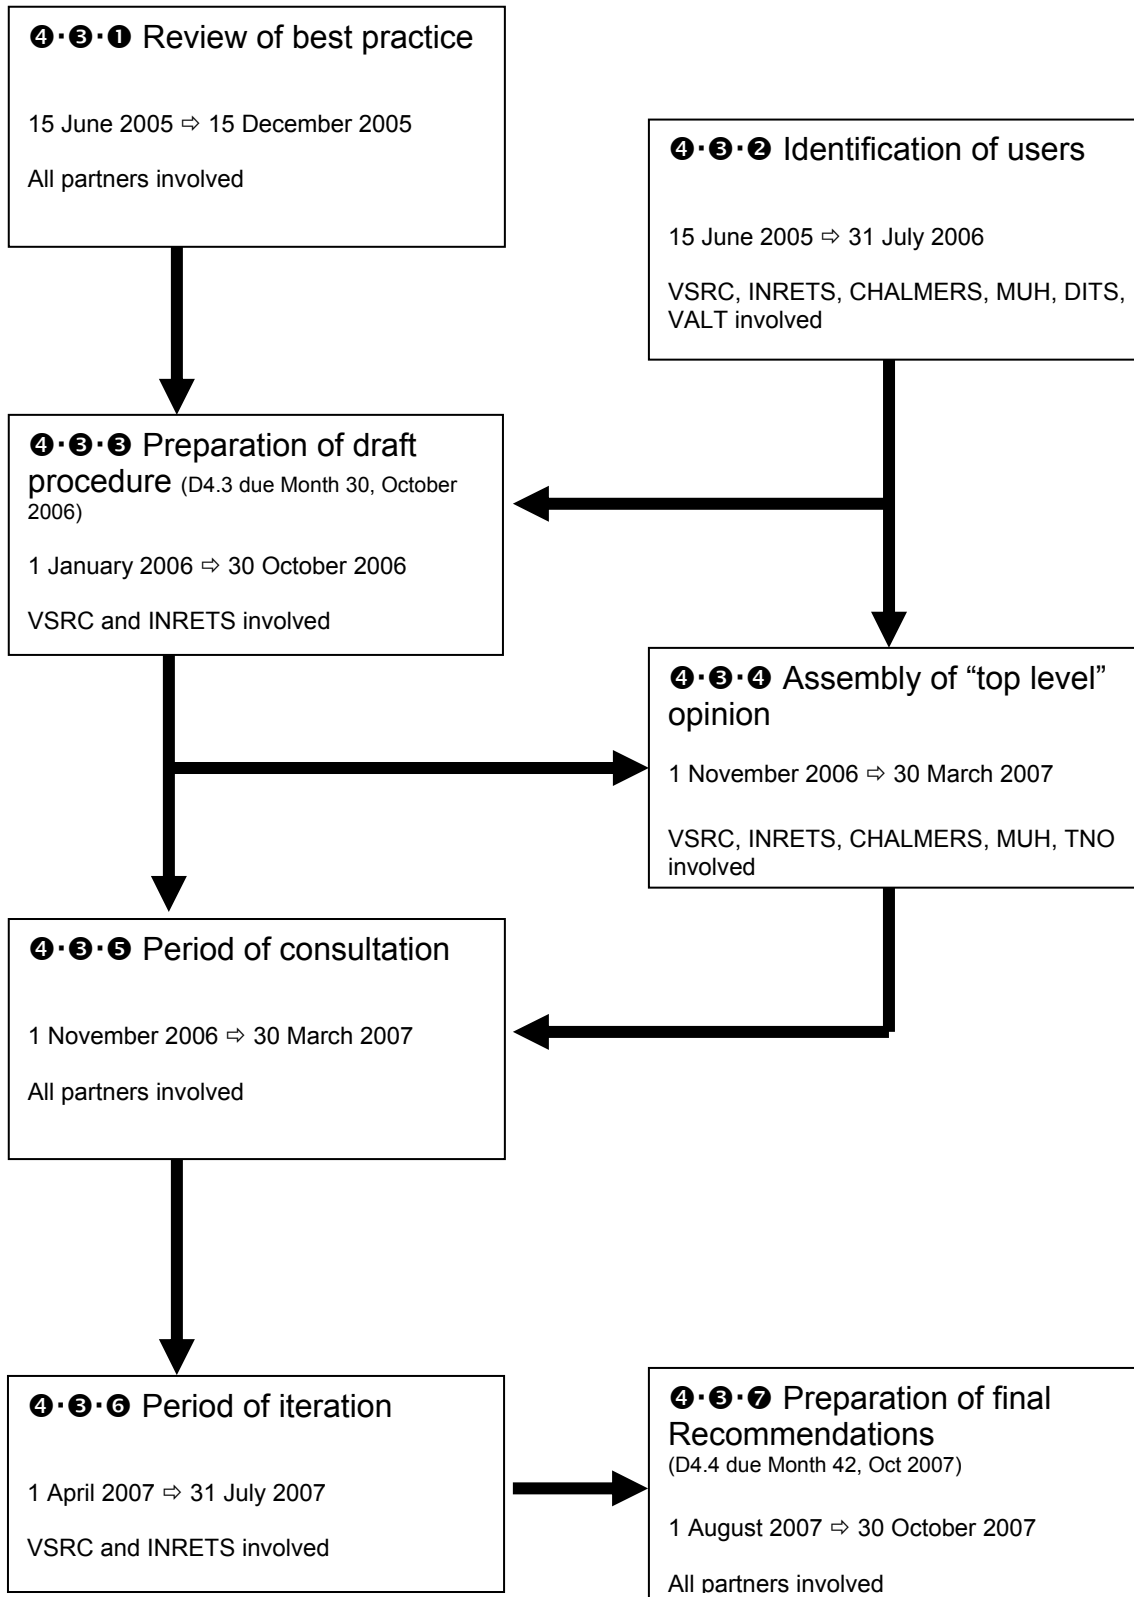 ❹·❸·❶ Review of best practice
15 June 2005 ⇨ 15 December 2005
All partners involved
❹·❸·❷ Identification of users
15 June 2005 ⇨ 31 July 2006
VSRC, INRETS, CHALMERS, MUH, DITS,
VALT involved
❹·❸·❸ Preparation of draft
procedure (D4.3 due Month 30, October
2006)
1 January 2006 ⇨ 30 October 2006
VSRC and INRETS involved
❹·❸·❹ Assembly of “top level”
opinion
1 November 2006 ⇨ 30 March 2007
VSRC, INRETS, CHALMERS, MUH, TNO
involved
❹·❸·❺ Period of consultation
1 November 2006 ⇨ 30 March 2007
All partners involved
❹·❸·❻ Period of iteration
1 April 2007 ⇨ 31 July 2007
VSRC and INRETS involved
❹·❸·❼ Preparation of final
Recommendations
(D4.4 due Month 42, Oct 2007)
1 August 2007 ⇨ 30 October 2007
All partners involved